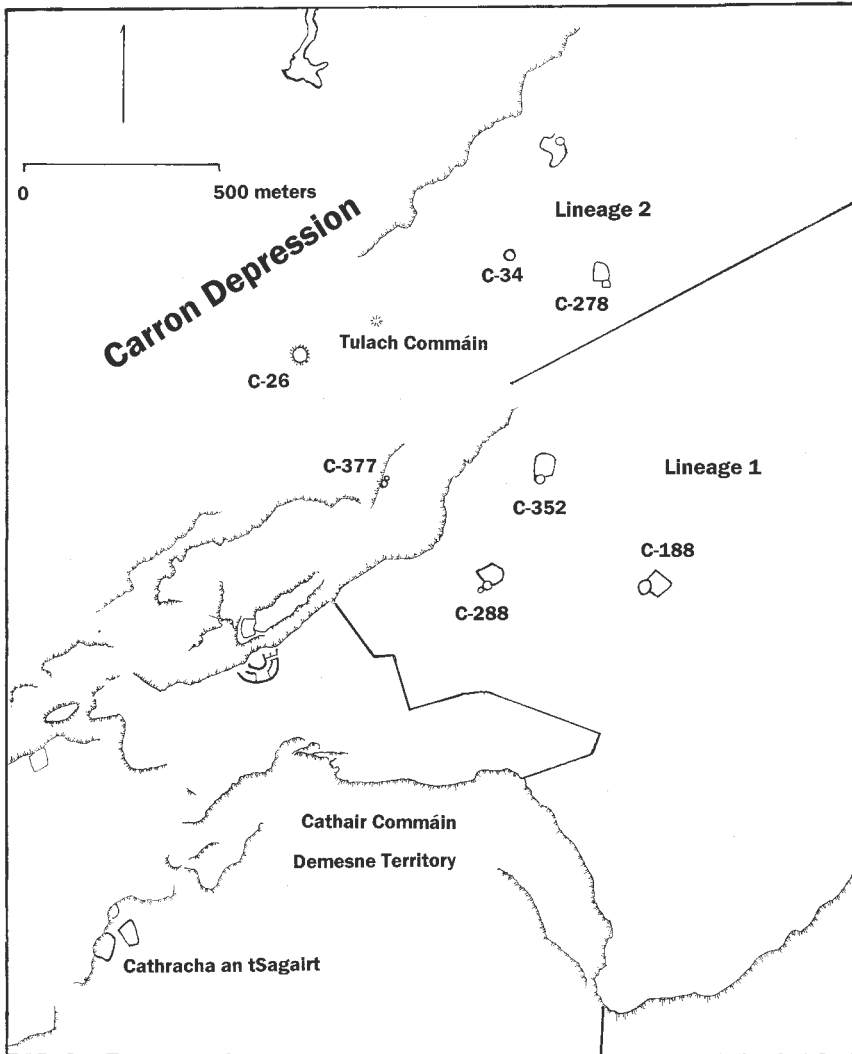 0 500 meters
Carron Depression
Lineage 2
C-34
C-278
Tulach Commáin
C-26
C-377
Lineage 1
C-352
C-188
C-288
Cathair Commáin
Demesne Territory
Cathracha an tSagairt